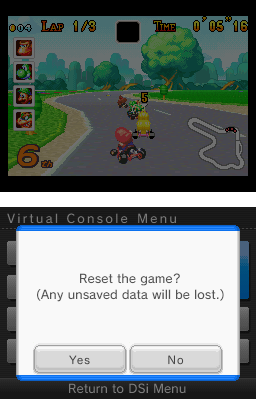 004 LAP 1/3 TIME 0'05"16
5
6th
Virtual Console Menu
Reset the game?
(Any unsaved data will be lost.)
Yes No
Return to DSi Menu